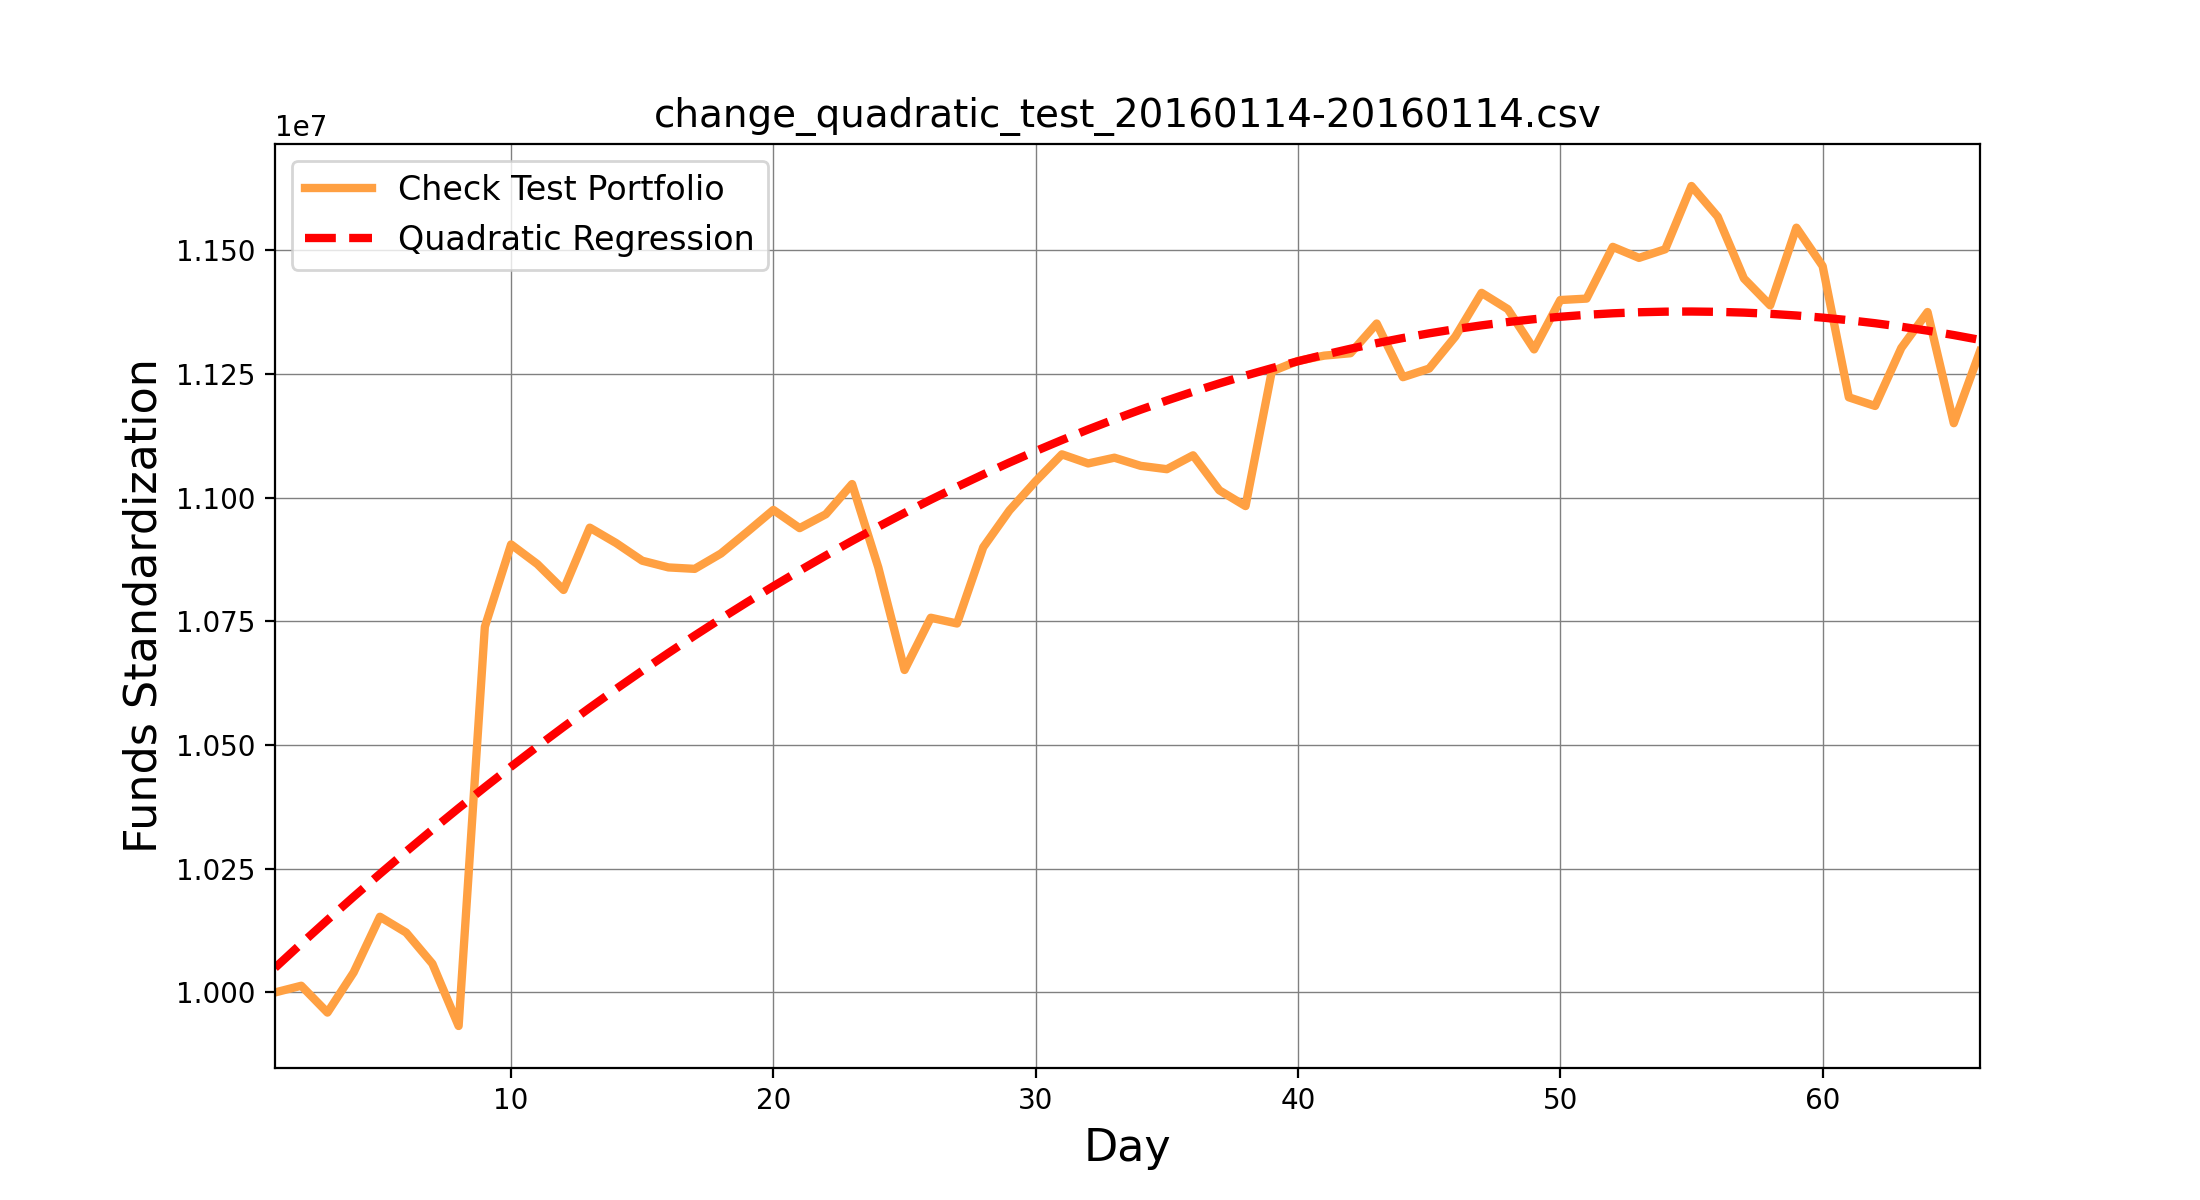 change_quadratic_test_20160114-20160114.csv
1e7
Check Test Portfolio
Quadratic Regression
Funds Standardization
1.150
1.125
1.100
1.075
1.050
1.025
1.000
10 20 30 40 50 60
Day